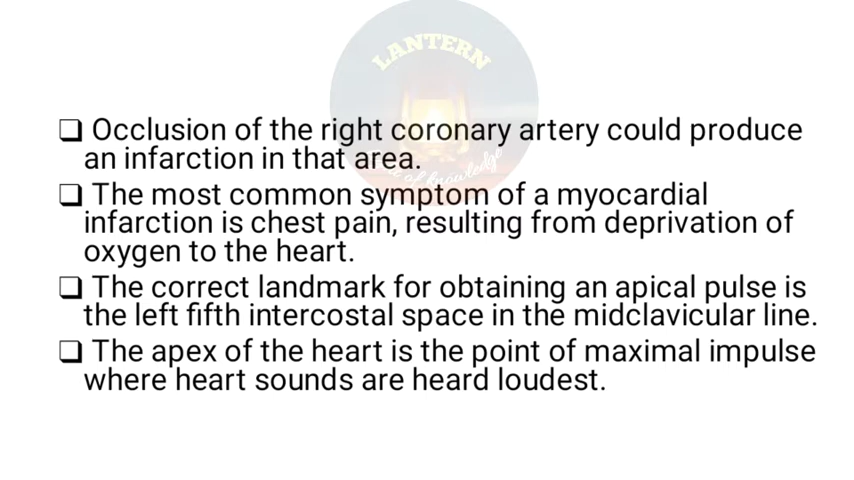 LANTERN
of knowledge
❑ Occlusion of the right coronary artery could produce
an infarction in that area.
❑ The most common symptom of a myocardial
infarction is chest pain, resulting from deprivation of
oxygen to the heart.
❑ The correct landmark for obtaining an apical pulse is
the left fifth intercostal space in the midclavicular line.
❑ The apex of the heart is the point of maximal impulse
where heart sounds are heard loudest.